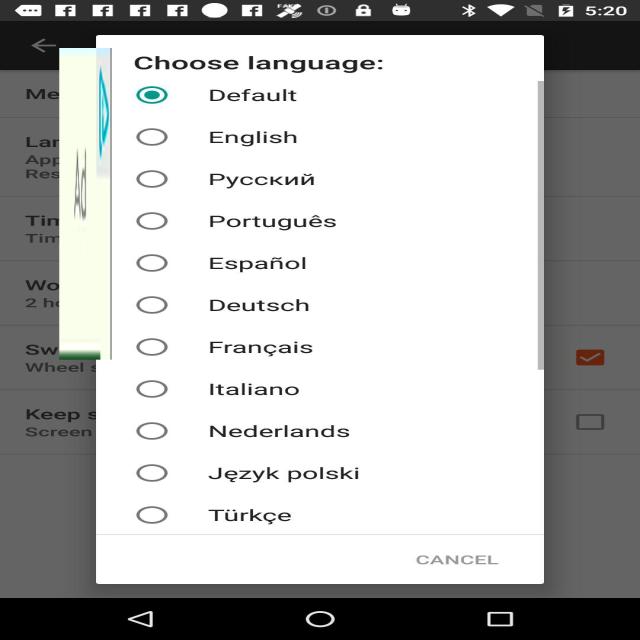 5:20
Choose language:
Default
English
Русский
Português
Español
Deutsch
Français
Italiano
Nederlands
Język polski
Türkçe
CANCEL
Ad
Me
Lan
App
Res
Tim
Tim
Wo
2 ho
Sw
Wheel s
Keep s
Screen